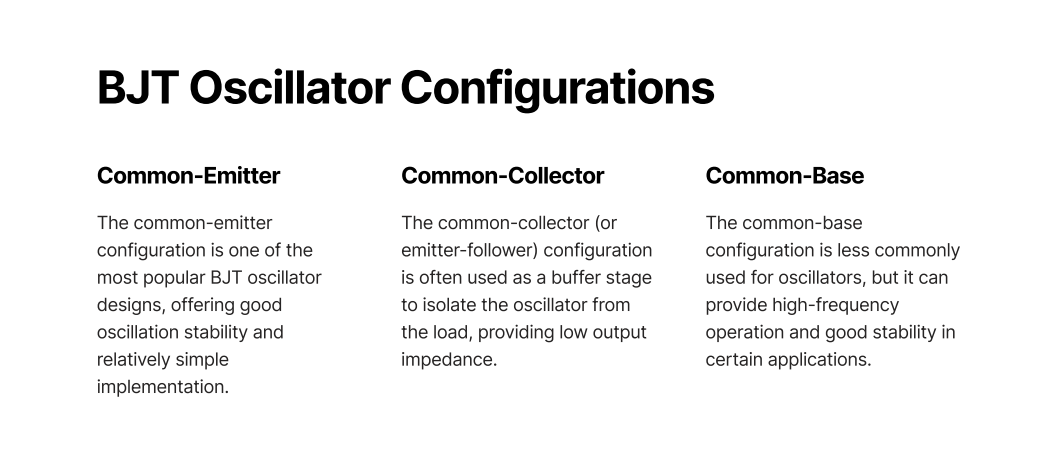 BJT Oscillator Configurations
Common-Emitter
The common-emitter
configuration is one of the
most popular BJT oscillator
designs, offering good
oscillation stability and
relatively simple
implementation.
Common-Collector
The common-collector (or
emitter-follower) configuration
is often used as a buffer stage
to isolate the oscillator from
the load, providing low output
impedance.
Common-Base
The common-base
configuration is less commonly
used for oscillators, but it can
provide high-frequency
operation and good stability in
certain applications.